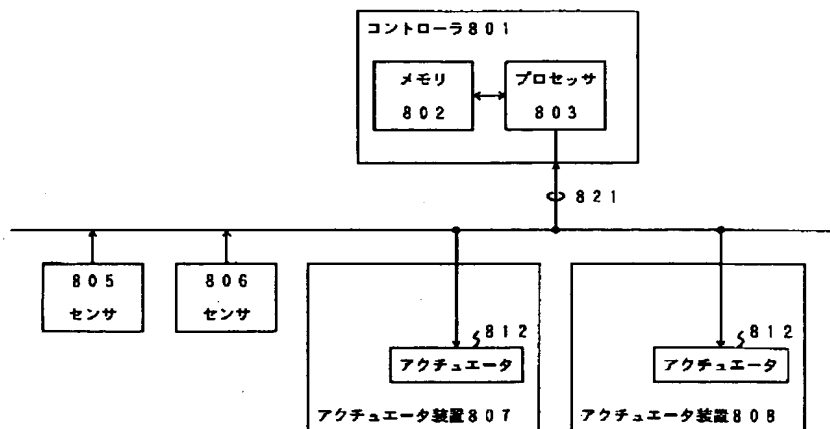 コントローラ801
メモリ
802
プロセッサ
803
821
805
センサ
806
センサ
812
アクチュエータ
アクチュエータ装置807
812
アクチュエータ
アクチュエータ装置808